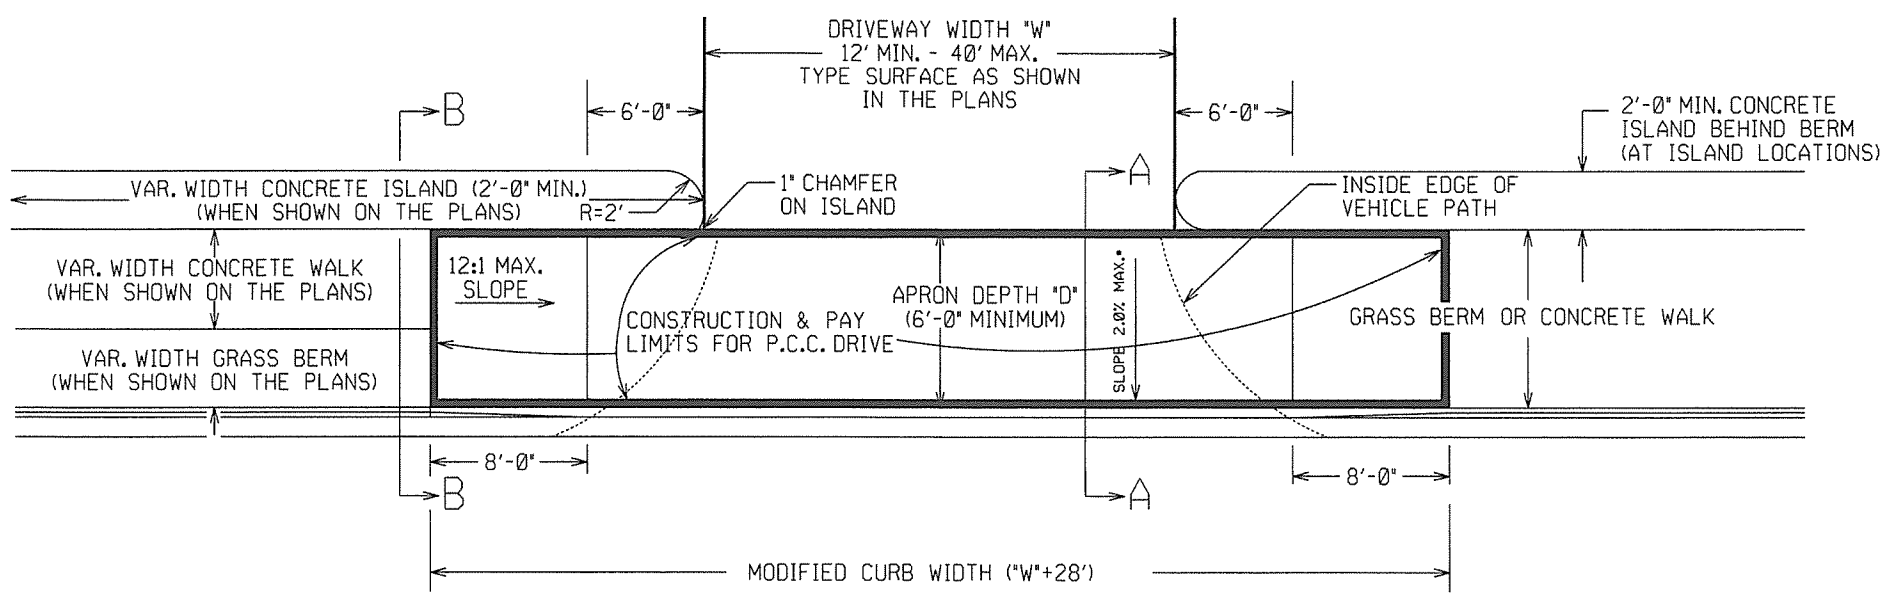 DRIVEWAY WIDTH "W"
12' MIN. - 40' MAX.
TYPE SURFACE AS SHOWN
IN THE PLANS
B
6'-0"
6'-0"
2'-0" MIN. CONCRETE
ISLAND BEHIND BERM
(AT ISLAND LOCATIONS)
A
VAR. WIDTH CONCRETE ISLAND (2'-0" MIN.)
(WHEN SHOWN ON THE PLANS)
R=2'
1" CHAMFER
ON ISLAND
INSIDE EDGE OF
VEHICLE PATH
VAR. WIDTH CONCRETE WALK
(WHEN SHOWN ON THE PLANS)
12:1 MAX.
SLOPE
APRON DEPTH "D"
(6'-0" MINIMUM)
SLOPE 2.0% MAX.*
CONSTRUCTION & PAY
LIMITS FOR P.C.C. DRIVE
GRASS BERM OR CONCRETE WALK
VAR. WIDTH GRASS BERM
(WHEN SHOWN ON THE PLANS)
8'-0"
8'-0"
B
A
MODIFIED CURB WIDTH ("W"+28')